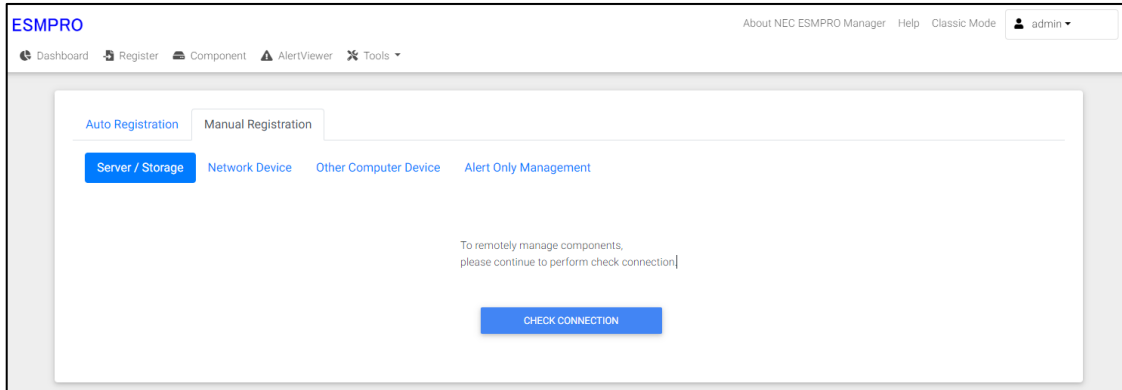 ESMPRO
About NEC ESMPRO Manager Help Classic Mode admin
Dashboard Register Component AlertViewer Tools
Auto Registration Manual Registration
Server / Storage Network Device Other Computer Device Alert Only Management
To remotely manage components,
please continue to perform check connection.
CHECK CONNECTION